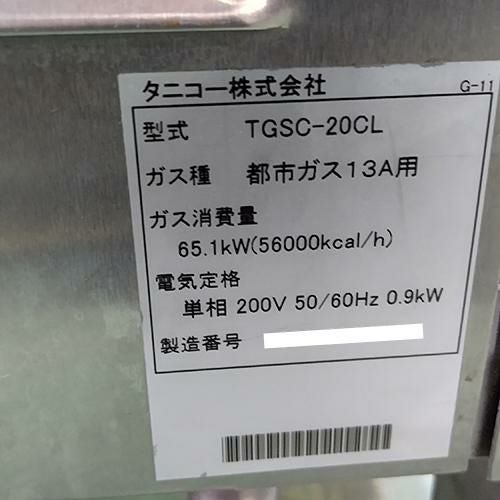 タニコー株式会社
G-11
型式 TGSC-20CL
ガス種 都市ガス13A用
ガス消費量
65.1kW(56000kcal/h)
電気定格
単相 200V 50/60Hz 0.9kW
製造番号